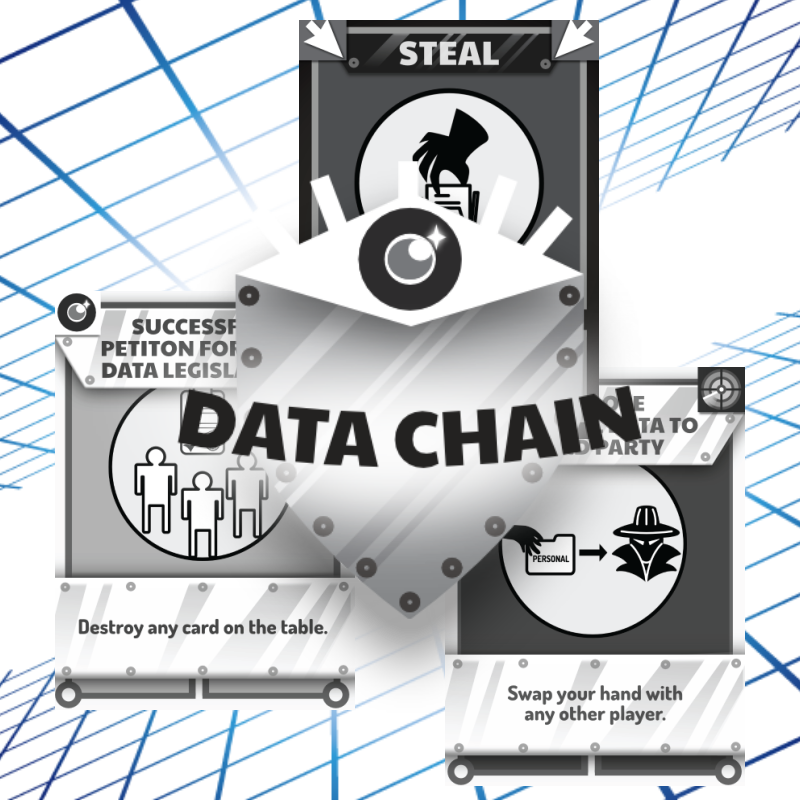 STEAL
SUCCESSF
PETITON FOR
DATA LEGISL
DATA CHAIN
TA TO
PARTY
PERSONAL
Destroy any card on the table.
Swap your hand with
any other player.